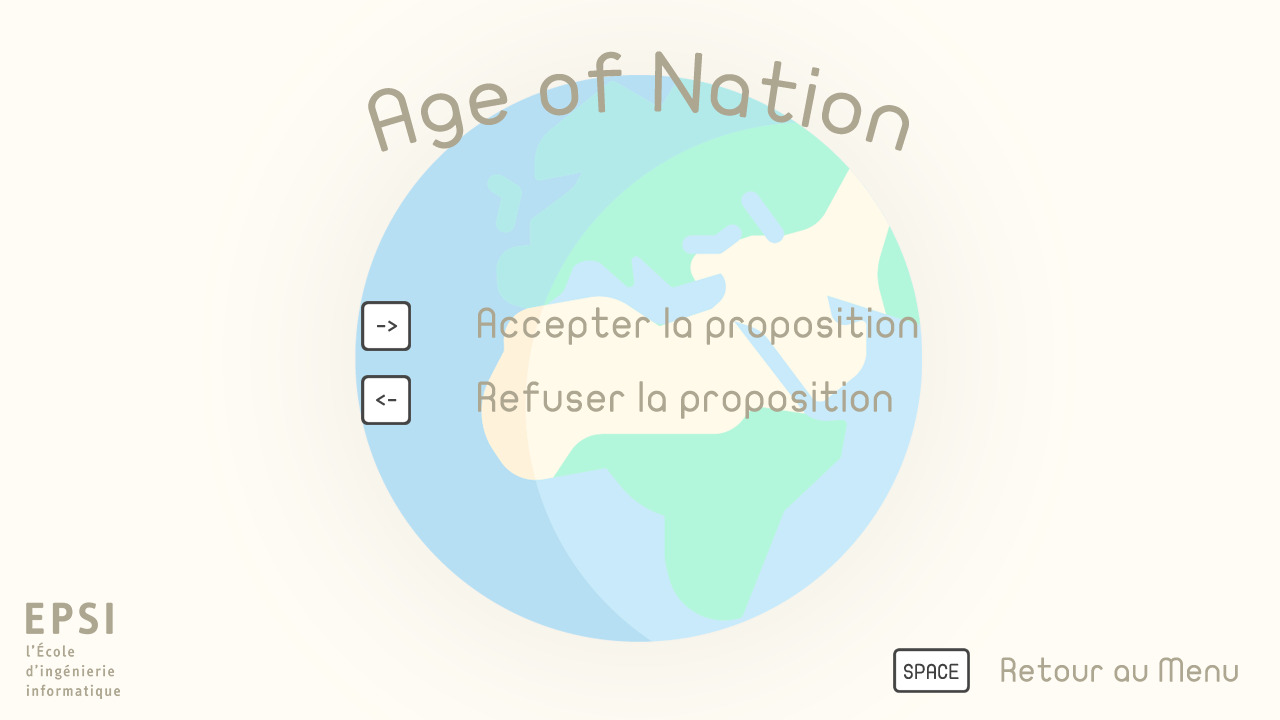 Age of Nation
-> Accepter la proposition
<- Refuser la proposition
EPSI
l'École
d'ingénierie
informatique
SPACE Retour au Menu